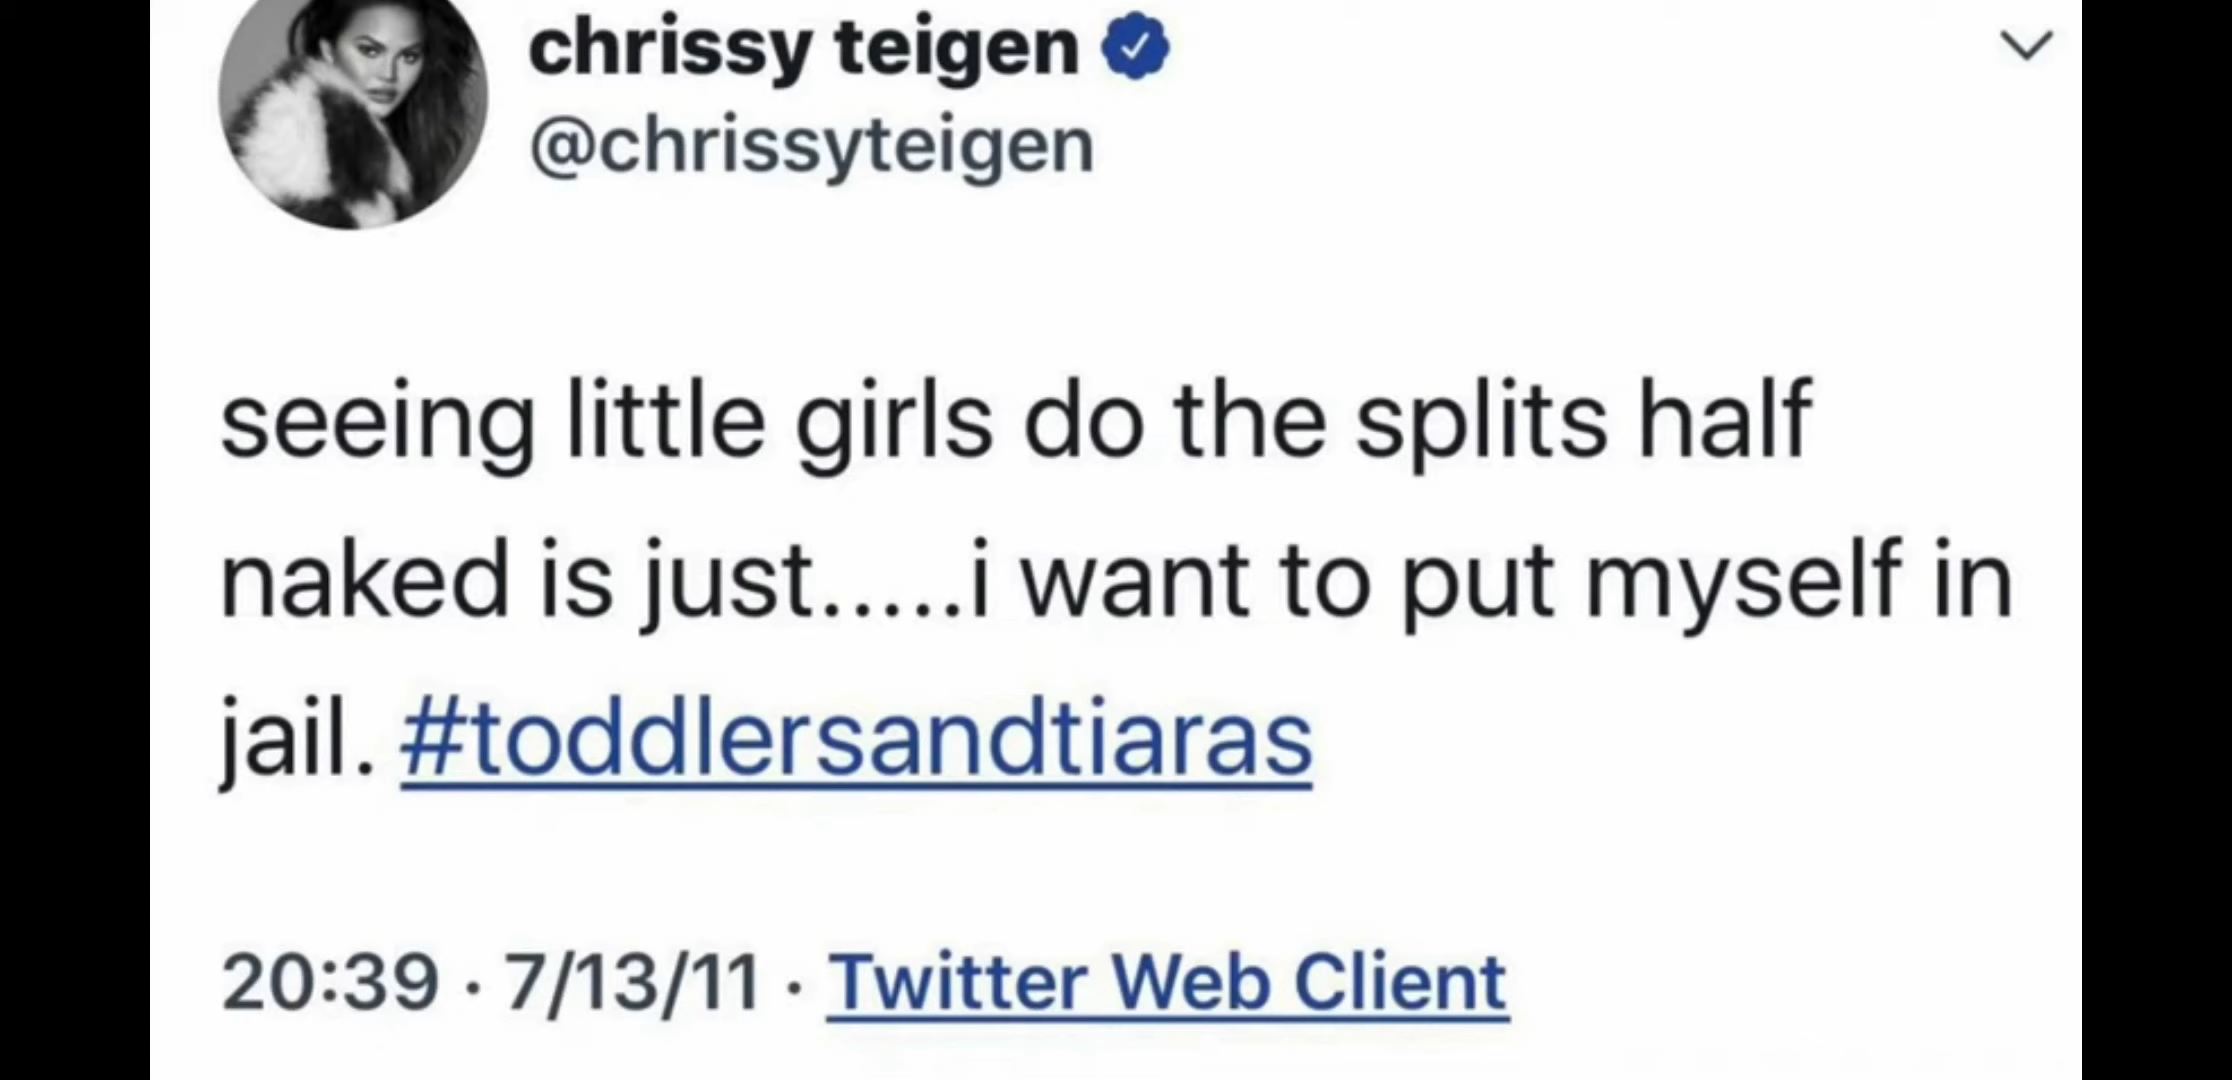 chrissy teigen
@chrissyteigen
seeing little girls do the splits half
naked is just.....i want to put myself in
jail. #toddlersandtiaras
20:39 · 7/13/11 · Twitter Web Client